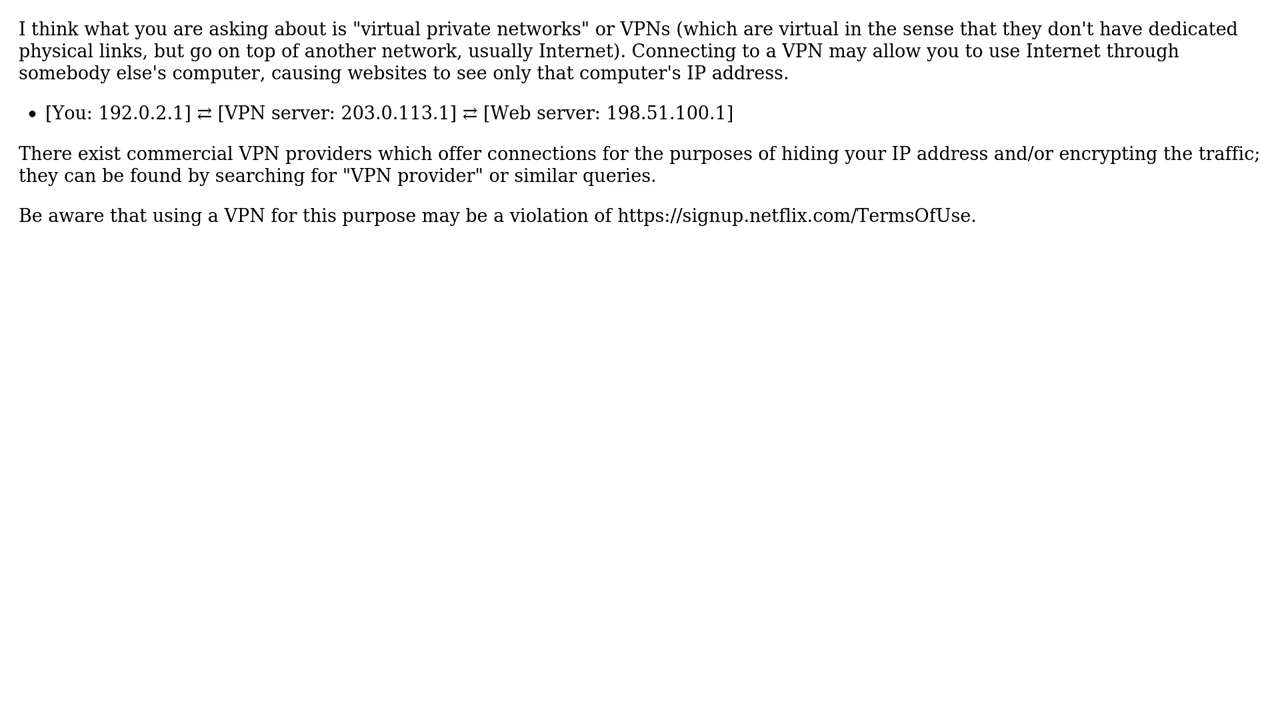 I think what you are asking about is "virtual private networks" or VPNs (which are virtual in the sense that they don't have dedicated
physical links, but go on top of another network, usually Internet). Connecting to a VPN may allow you to use Internet through
somebody else's computer, causing websites to see only that computer's IP address.
• [You: 192.0.2.1] ⇄ [VPN server: 203.0.113.1] ⇄ [Web server: 198.51.100.1]
There exist commercial VPN providers which offer connections for the purposes of hiding your IP address and/or encrypting the traffic;
they can be found by searching for "VPN provider" or similar queries.
Be aware that using a VPN for this purpose may be a violation of https://signup.netflix.com/TermsOfUse.